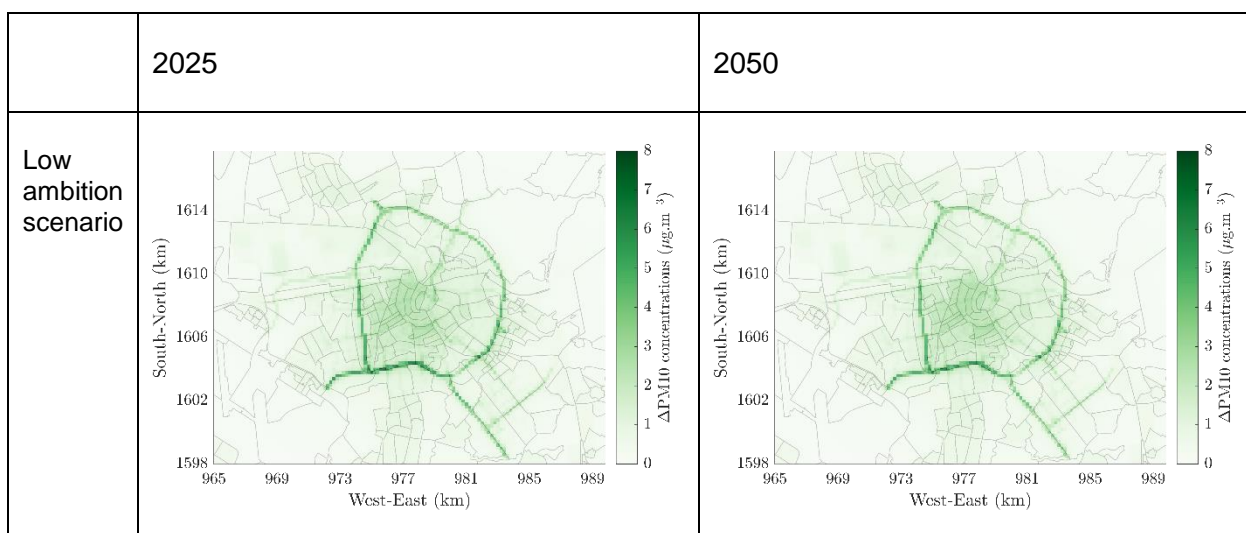 2025
2050
Low
ambition
scenario
1614
1610
1606
1602
1598
South-North (km)
965 969 973 977 981 985 989
West-East (km)
8
7
6
5
4
3
2
1
0
ΔPM10 concentrations (μg.m 3)
1614
1610
1606
1602
1598
South-North (km)
965 969 973 977 981 985 989
West-East (km)
8
7
6
5
4
3
2
1
0
ΔPM10 concentrations (μg.m 3)